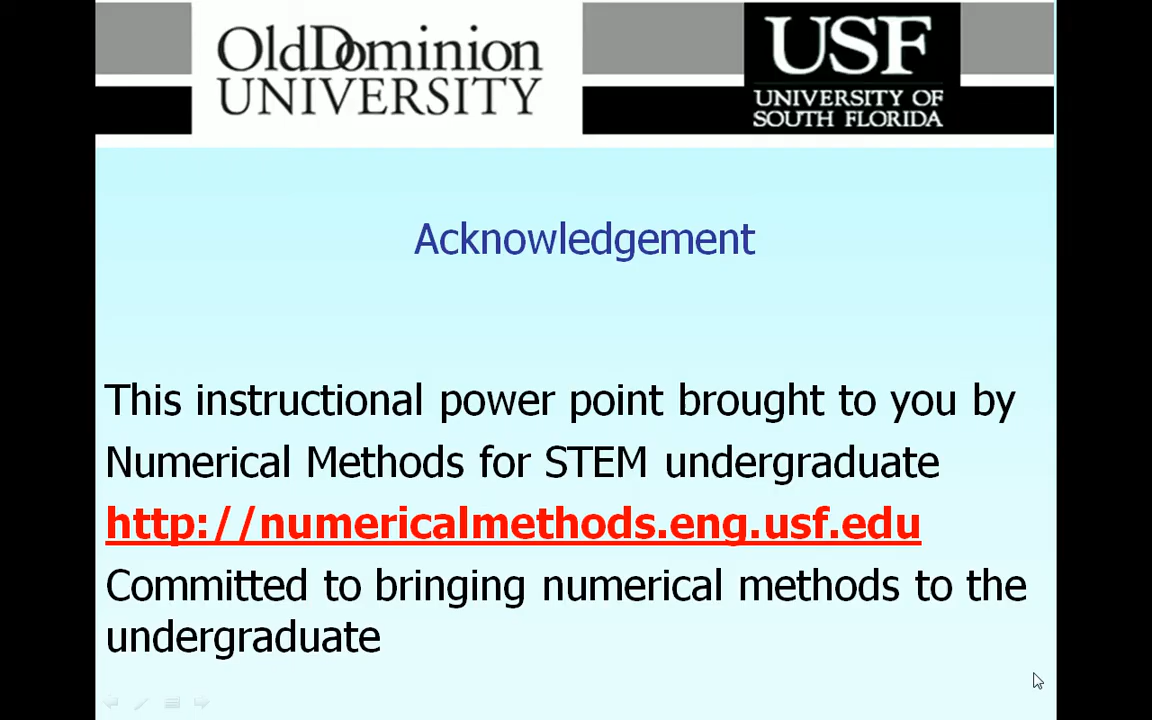 OldDominion
UNIVERSITY
USF
UNIVERSITY OF
SOUTH FLORIDA
Acknowledgement
This instructional power point brought to you by
Numerical Methods for STEM undergraduate
http://numericalmethods.eng.usf.edu
Committed to bringing numerical methods to the
undergraduate